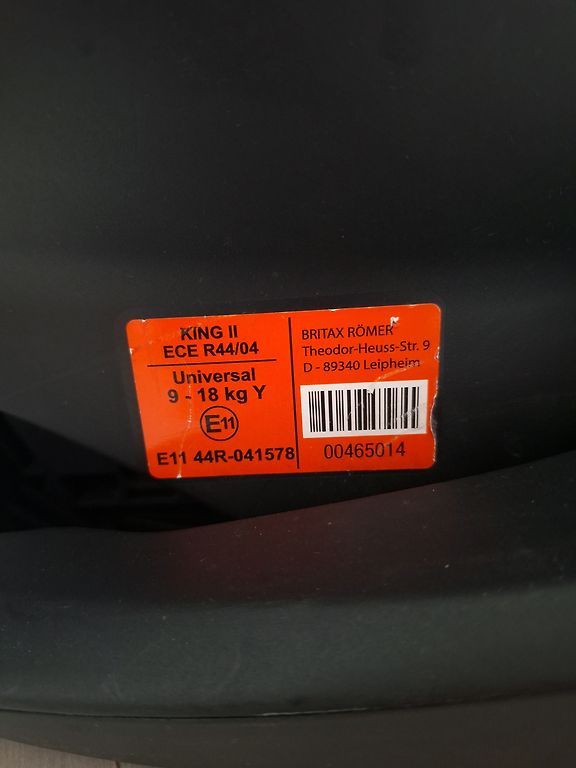 KING II
ECE R44/04
Universal
9 - 18 kg Y
E11
E11 44R-041578
BRITAX RÖMER
Theodor-Heuss-Str. 9
D - 89340 Leipheim
00465014